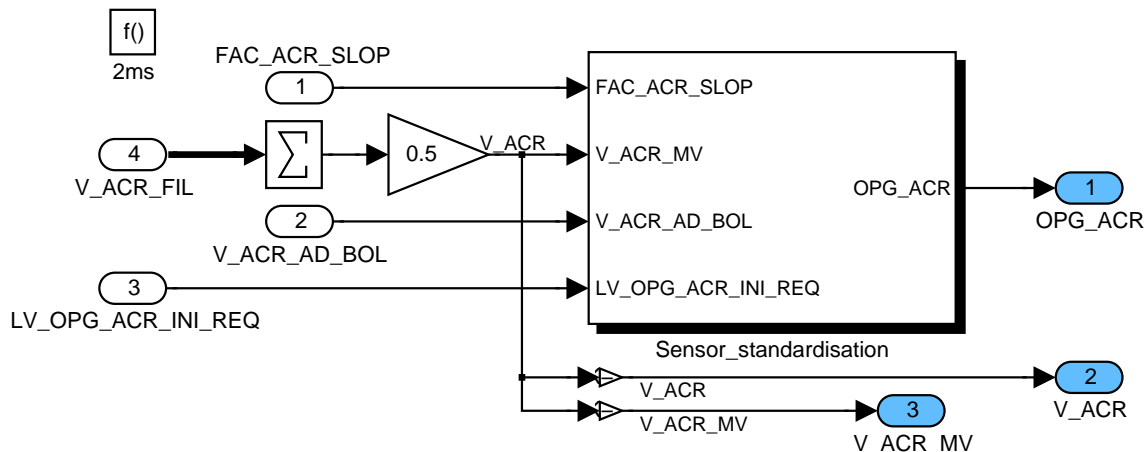 f()
2ms
FAC_ACR_SLOP
1
FAC_ACR_SLOP
4
V_ACR_FIL
∑
0.5
V_ACR
V_ACR_MV
OPG_ACR
1
OPG_ACR
2
V_ACR_AD_BOL
V_ACR_AD_BOL
3
LV_OPG_ACR_INI_REQ
LV_OPG_ACR_INI_REQ
Sensor_standardisation
V_ACR
2
V_ACR
V_ACR_MV
3
V_ACR_MV